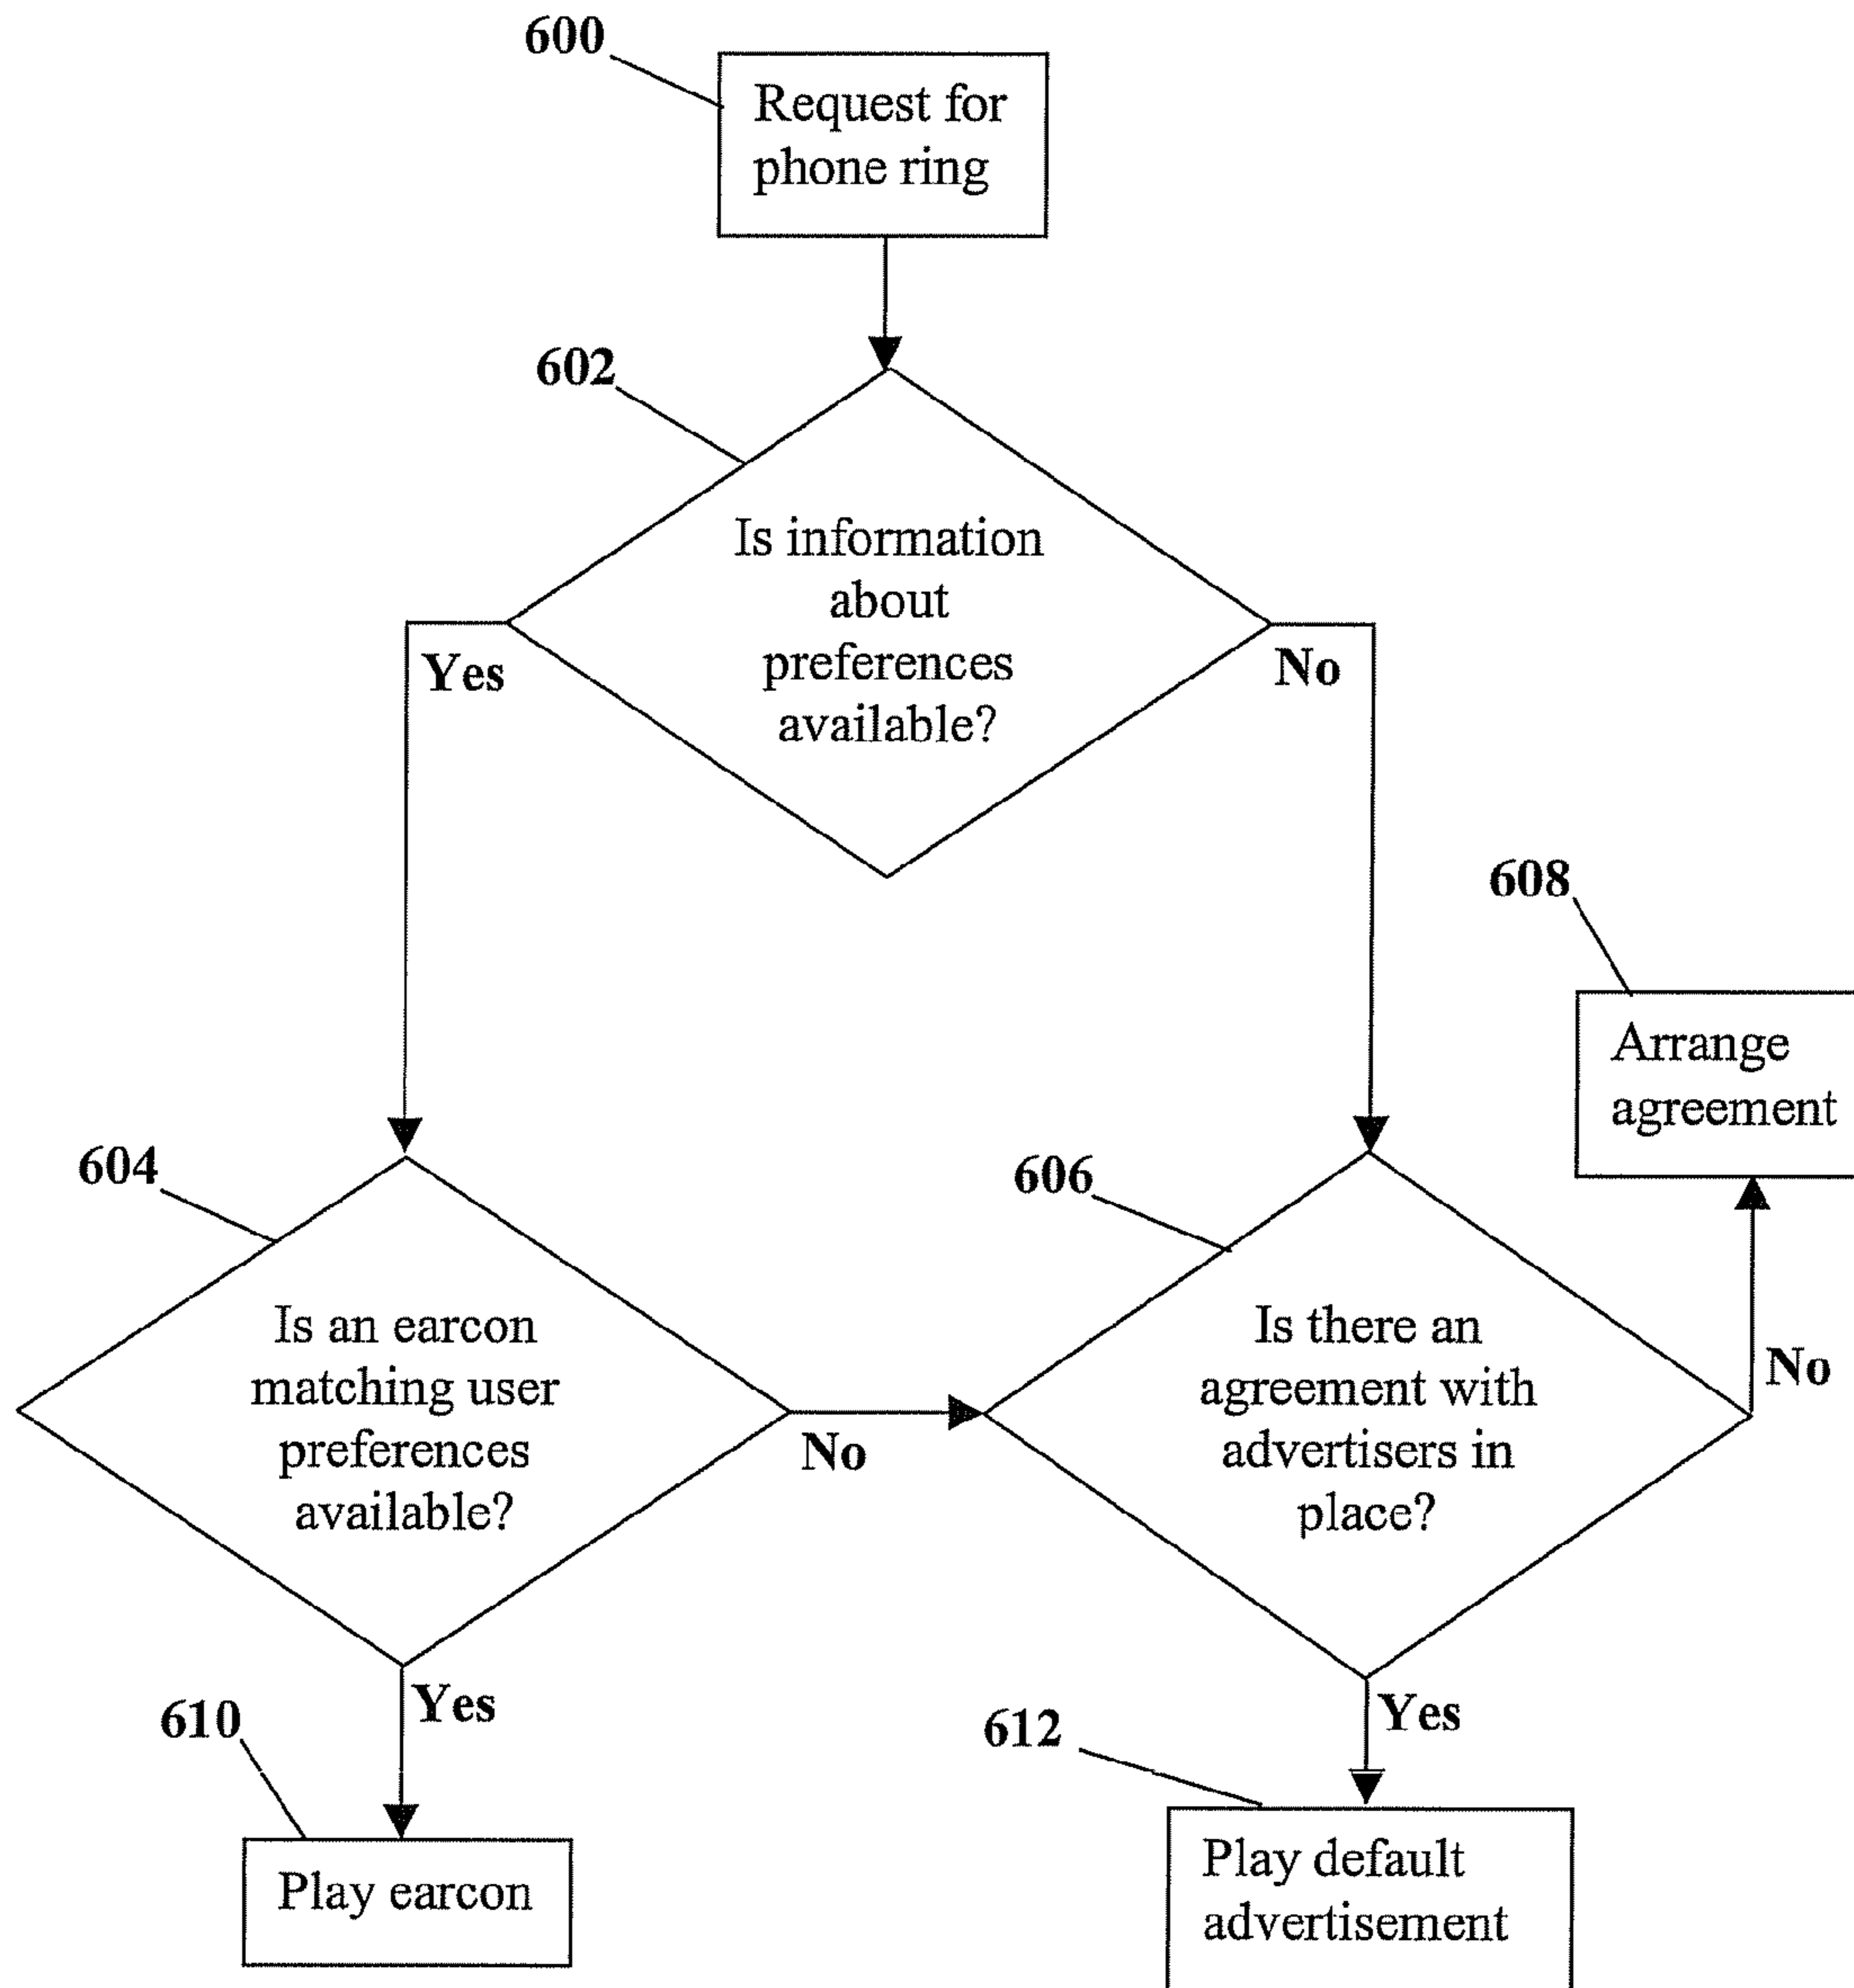 600
Request for
phone ring
602
Is information
about
preferences
available?
Yes
No
608
Arrange
agreement
604
606
Is an earcon
matching user
preferences
available?
No
Is there an
agreement with
advertisers in
place?
No
Yes
Yes
610
612
Play earcon
Play default
advertisement